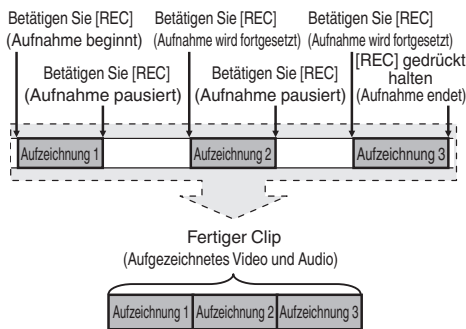 Betätigen Sie [REC]
(Aufnahme beginnt)
Betätigen Sie [REC]
(Aufnahme wird fortgesetzt)
Betätigen Sie [REC]
(Aufnahme wird fortgesetzt)
Betätigen Sie [REC]
(Aufnahme pausiert)
Betätigen Sie [REC]
(Aufnahme pausiert)
[REC] gedrückt
halten
(Aufnahme endet)
Aufzeichnung 1
Aufzeichnung 2
Aufzeichnung 3
Fertiger Clip
(Aufgezeichnetes Video und Audio)
Aufzeichnung 1
Aufzeichnung 2
Aufzeichnung 3